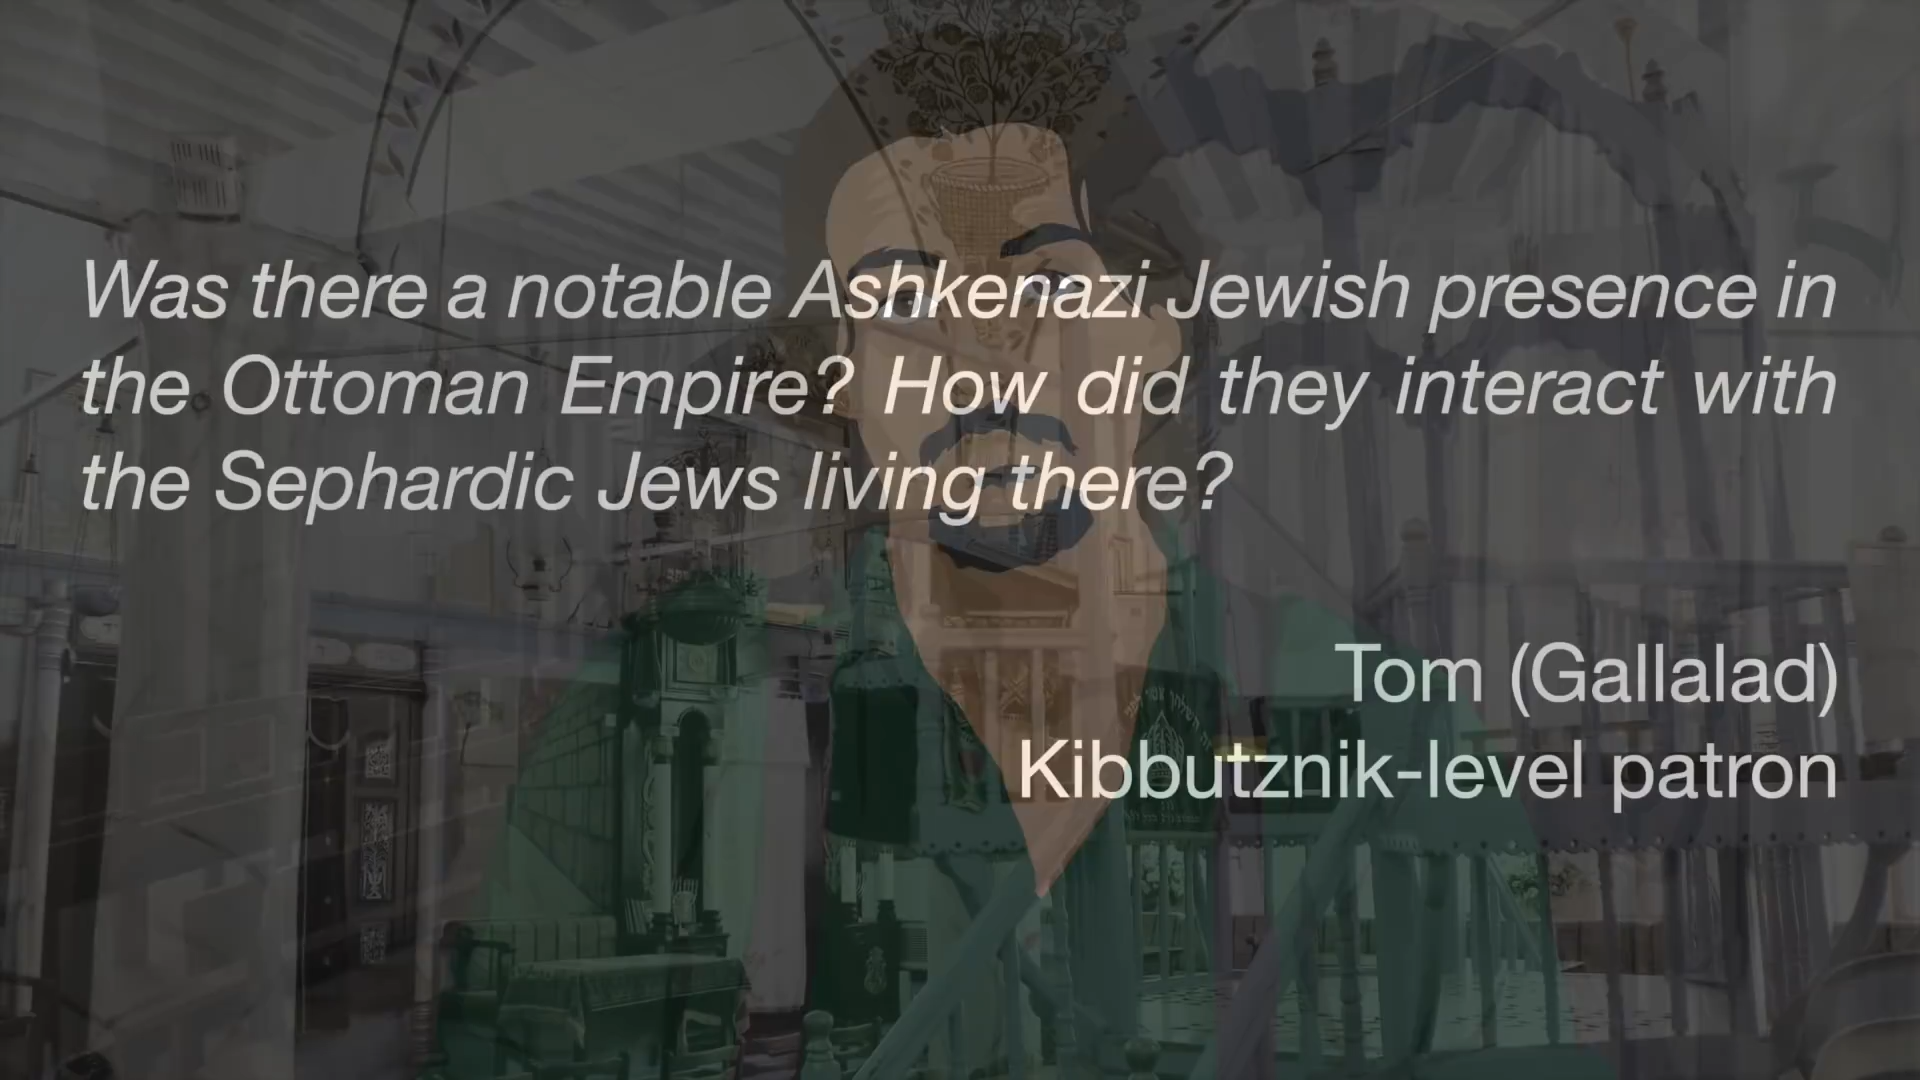 Was there a notable Ashkenazi Jewish presence in
the Ottoman Empire? How did they interact with
the Sephardic Jews living there?
Tom (Gallalad)
Kibbutznik-level patron